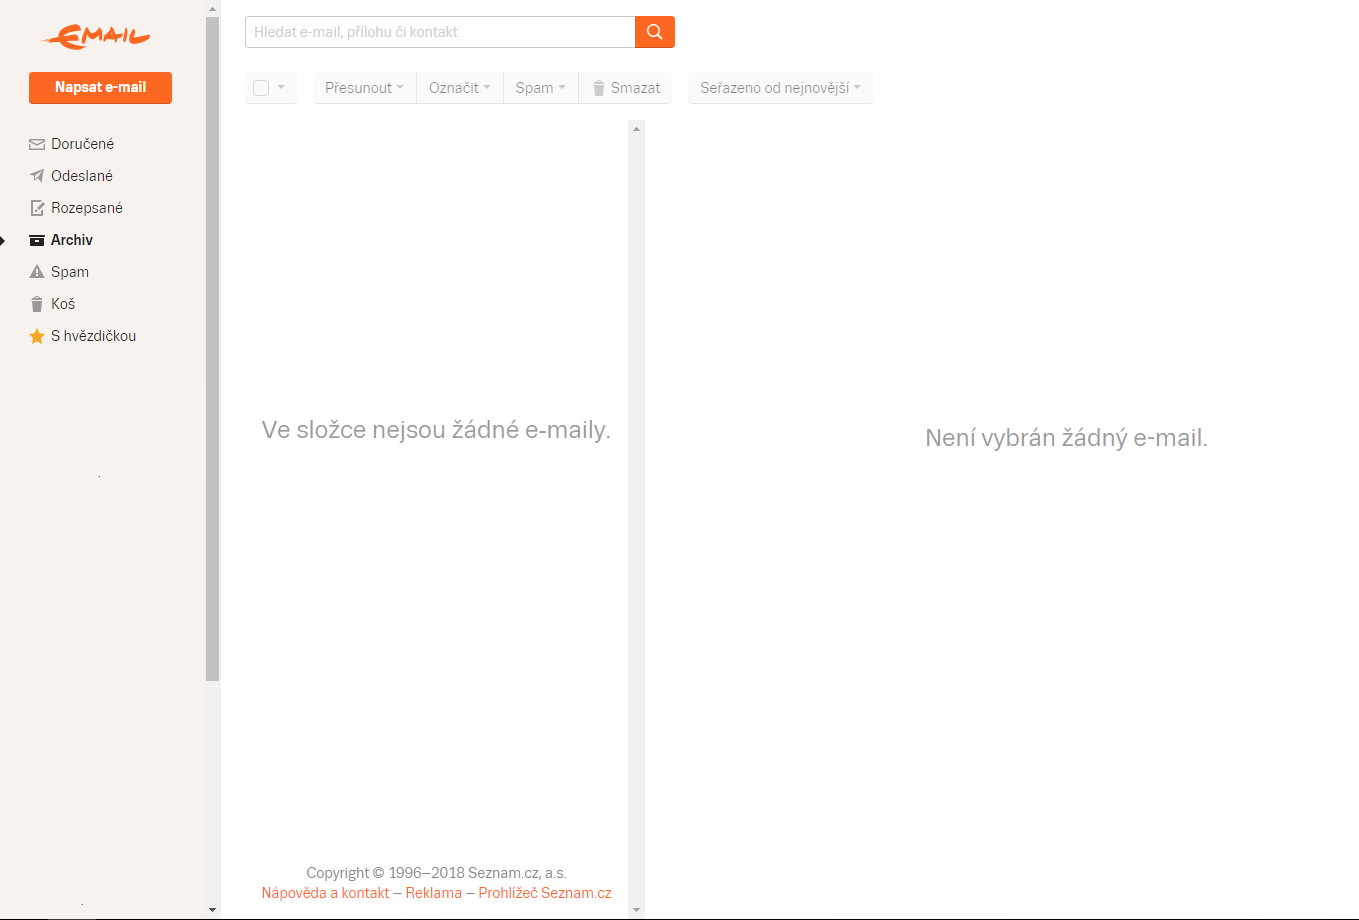 EMAIL
Hledat e-mail, přílohu či kontakt
Napsat e-mail
Přesunout Označit Spam Smazat Seřazeno od nejnovější
Doručené
Odeslané
Rozepsané
Archiv
Spam
Koš
S hvězdičkou
Ve složce nejsou žádné e-maily.
Není vybrán žádný e-mail.
Copyright © 1996–2018 Seznam.cz, a.s.
Nápověda a kontakt – Reklama – Prohlížeč Seznam.cz